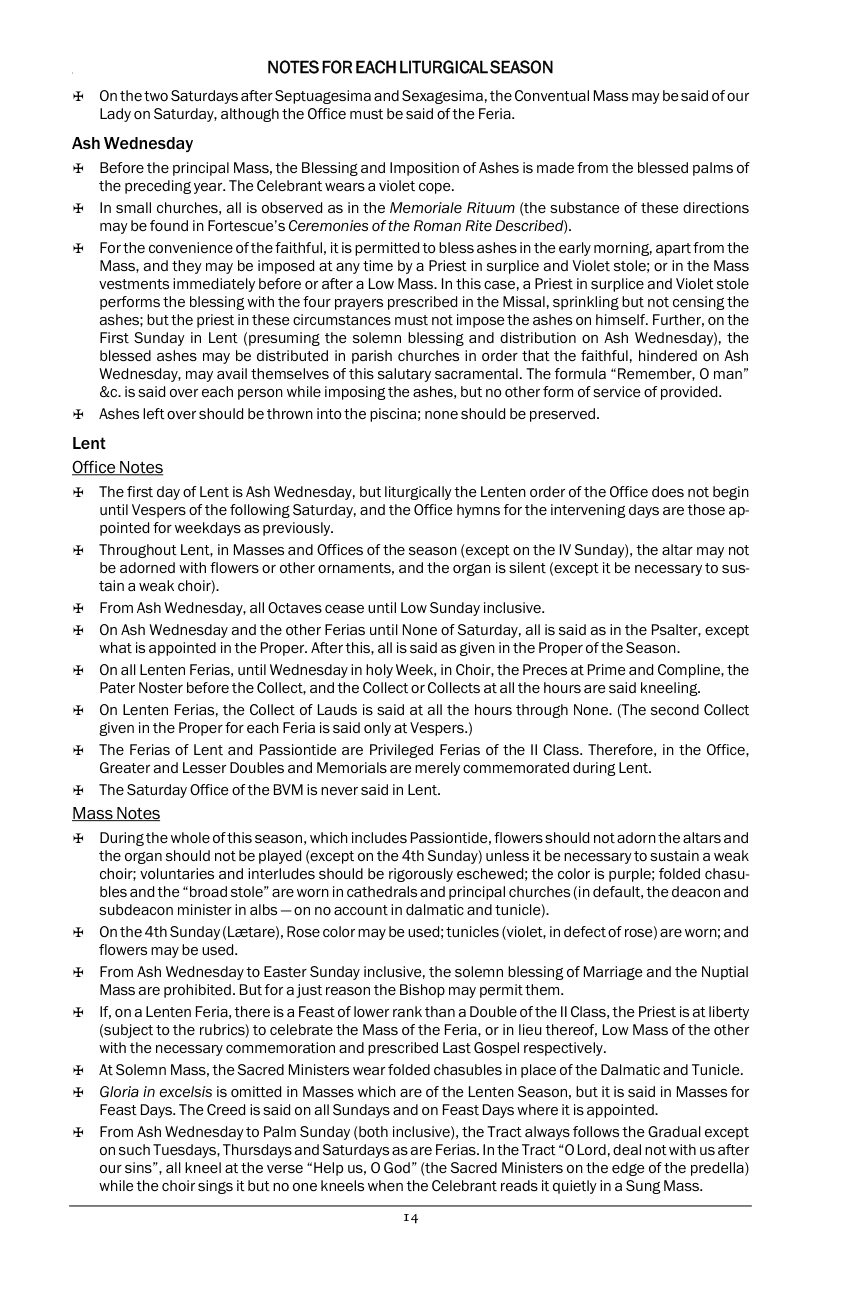 NOTES FOR EACH LITURGICAL SEASON
✠ On the two Saturdays after Septuagesima and Sexagesima, the Conventual Mass may be said of our
Lady on Saturday, although the Office must be said of the Feria.
Ash Wednesday
✠ Before the principal Mass, the Blessing and Imposition of Ashes is made from the blessed palms of
the preceding year. The Celebrant wears a violet cope.
✠ In small churches, all is observed as in the Memoriale Rituum (the substance of these directions
may be found in Fortescue's Ceremonies of the Roman Rite Described).
✠ For the convenience of the faithful, it is permitted to bless ashes in the early morning, apart from the
Mass, and they may be imposed at any time by a Priest in surplice and Violet stole; or in the Mass
vestments immediately before or after a Low Mass. In this case, a Priest in surplice and Violet stole
performs the blessing with the four prayers prescribed in the Missal, sprinkling but not censing the
ashes; but the priest in these circumstances must not impose the ashes on himself. Further, on the
First Sunday in Lent (presuming the solemn blessing and distribution on Ash Wednesday), the
blessed ashes may be distributed in parish churches in order that the faithful, hindered on Ash
Wednesday, may avail themselves of this salutary sacramental. The formula “Remember, O man”
&c. is said over each person while imposing the ashes, but no other form of service of provided.
✠ Ashes left over should be thrown into the piscina; none should be preserved.
Lent
Office Notes
✠ The first day of Lent is Ash Wednesday, but liturgically the Lenten order of the Office does not begin
until Vespers of the following Saturday, and the Office hymns for the intervening days are those ap-
pointed for weekdays as previously.
✠ Throughout Lent, in Masses and Offices of the season (except on the IV Sunday), the altar may not
be adorned with flowers or other ornaments, and the organ is silent (except it be necessary to sus-
tain a weak choir).
✠ From Ash Wednesday, all Octaves cease until Low Sunday inclusive.
✠ On Ash Wednesday and the other Ferias until None of Saturday, all is said as in the Psalter, except
what is appointed in the Proper. After this, all is said as given in the Proper of the Season.
✠ On all Lenten Ferias, until Wednesday in holy Week, in Choir, the Preces at Prime and Compline, the
Pater Noster before the Collect, and the Collect or Collects at all the hours are said kneeling.
✠ On Lenten Ferias, the Collect of Lauds is said at all the hours through None. (The second Collect
given in the Proper for each Feria is said only at Vespers.)
✠ The Ferias of Lent and Passiontide are Privileged Ferias of the II Class. Therefore, in the Office,
Greater and Lesser Doubles and Memorials are merely commemorated during Lent.
✠ The Saturday Office of the BVM is never said in Lent.
Mass Notes
✠ During the whole of this season, which includes Passiontide, flowers should not adorn the altars and
the organ should not be played (except on the 4th Sunday) unless it be necessary to sustain a weak
choir; voluntaries and interludes should be rigorously eschewed; the color is purple; folded chasu-
bles and the “broad stole” are worn in cathedrals and principal churches (in default, the deacon and
subdeacon minister in albs — on no account in dalmatic and tunicle).
✠ On the 4th Sunday (Lætare), Rose color may be used; tunicles (violet, in defect of rose) are worn; and
flowers may be used.
✠ From Ash Wednesday to Easter Sunday inclusive, the solemn blessing of Marriage and the Nuptial
Mass are prohibited. But for a just reason the Bishop may permit them.
✠ If, on a Lenten Feria, there is a Feast of lower rank than a Double of the II Class, the Priest is at liberty
(subject to the rubrics) to celebrate the Mass of the Feria, or in lieu thereof, Low Mass of the other
with the necessary commemoration and prescribed Last Gospel respectively.
✠ At Solemn Mass, the Sacred Ministers wear folded chasubles in place of the Dalmatic and Tunicle.
✠ Gloria in excelsis is omitted in Masses which are of the Lenten Season, but it is said in Masses for
Feast Days. The Creed is said on all Sundays and on Feast Days where it is appointed.
✠ From Ash Wednesday to Palm Sunday (both inclusive), the Tract always follows the Gradual except
on such Tuesdays, Thursdays and Saturdays as are Ferias. In the Tract “O Lord, deal not with us after
our sins”, all kneel at the verse “Help us, O God” (the Sacred Ministers on the edge of the predella)
while the choir sings it but no one kneels when the Celebrant reads it quietly in a Sung Mass.
14